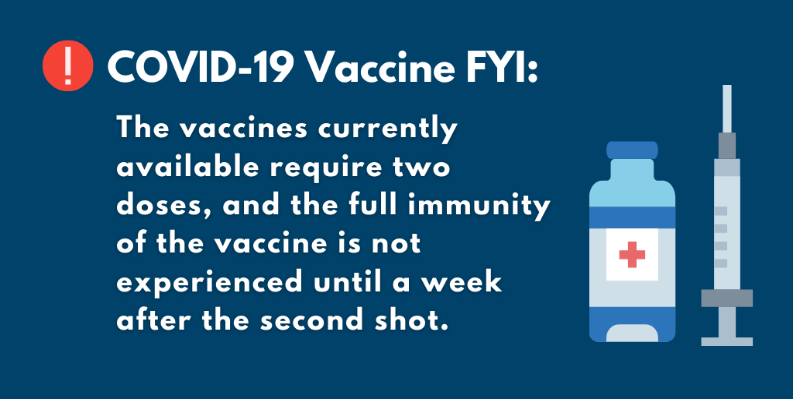 COVID-19 Vaccine FYI:
The vaccines currently
available require two
doses, and the full immunity
of the vaccine is not
experienced until a week
after the second shot.